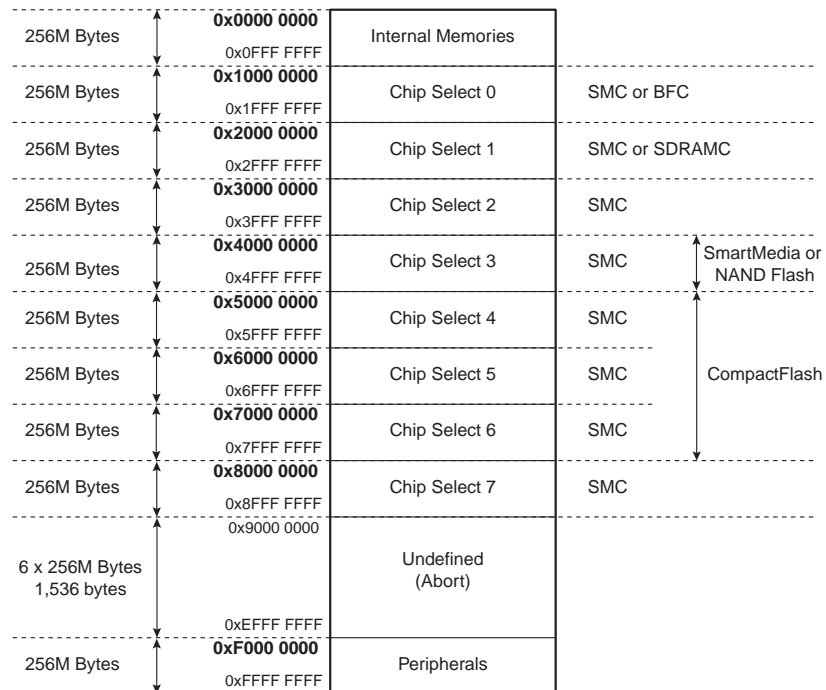 0x0000 0000
256M Bytes
Internal Memories
0x0FFF FFFF
0x1000 0000
256M Bytes
Chip Select 0
SMC or BFC
0x1FFF FFFF
0x2000 0000
256M Bytes
Chip Select 1
SMC or SDRAMC
0x2FFF FFFF
0x3000 0000
256M Bytes
Chip Select 2
SMC
0x3FFF FFFF
0x4000 0000
256M Bytes
Chip Select 3
SMC
SmartMedia or
NAND Flash
0x4FFF FFFF
0x5000 0000
256M Bytes
Chip Select 4
SMC
0x5FFF FFFF
0x6000 0000
256M Bytes
Chip Select 5
SMC
CompactFlash
0x6FFF FFFF
0x7000 0000
256M Bytes
Chip Select 6
SMC
0x7FFF FFFF
0x8000 0000
256M Bytes
Chip Select 7
SMC
0x8FFF FFFF
0x9000 0000
6 x 256M Bytes
1,536 bytes
Undefined
(Abort)
0xEFFF FFFF
0xF000 0000
256M Bytes
Peripherals
0xFFFF FFFF